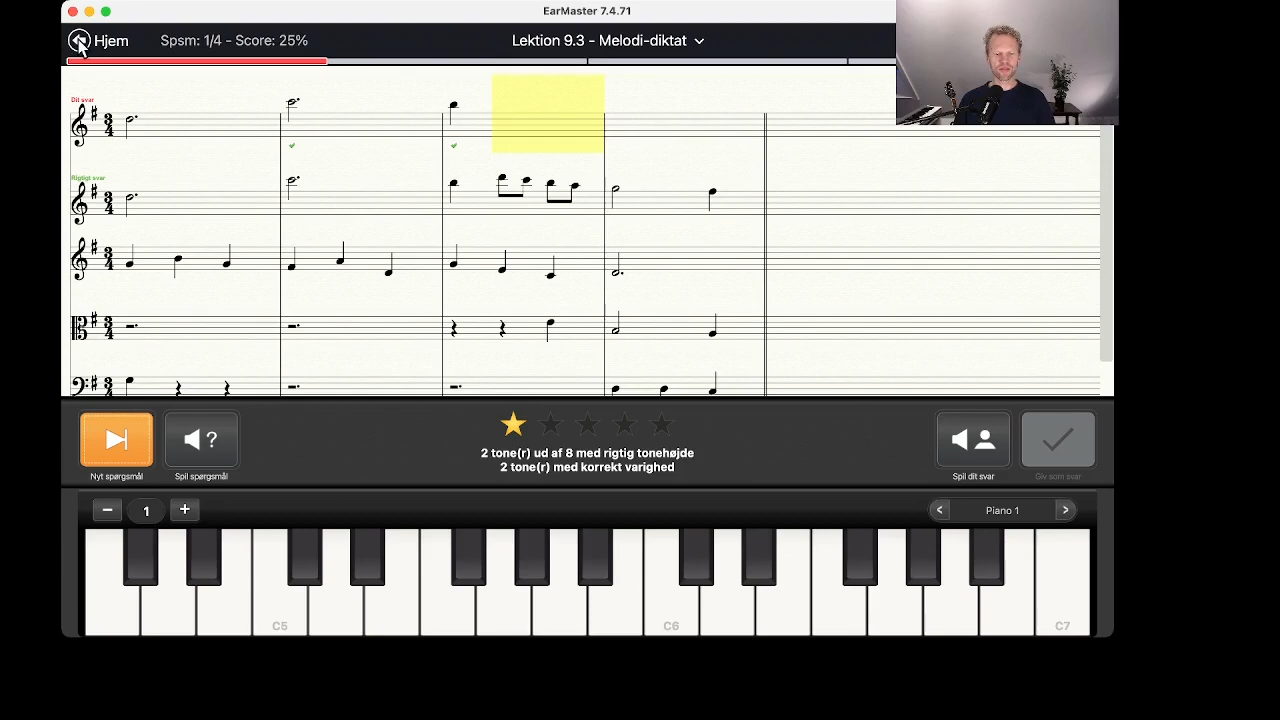 EarMaster 7.4.71
Hjem
Spsm: 1/4 - Score: 25%
Lektion 9.3 - Melodi-diktat
Dit svar
Rigtigt svar
2 tone(r) ud af 8 med rigtig tonehøjde
2 tone(r) med korrekt varighed
?
Nyt spørgsmål
Spil spørgsmål
Spil dit svar
Giv som svar
1
Piano 1
C5
C6
C7